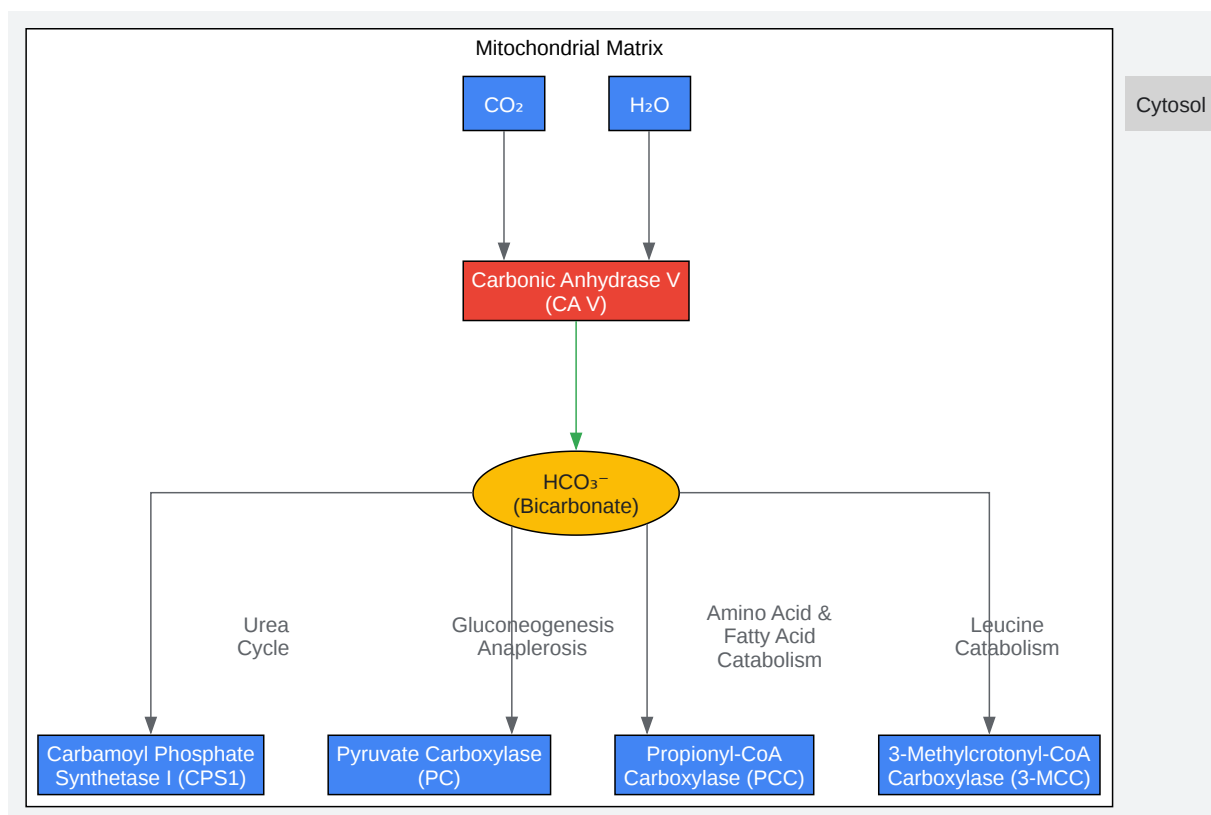 Mitochondrial Matrix
CO₂
H₂O
Cytosol
Carbonic Anhydrase V
(CA V)
HCO₃⁻
(Bicarbonate)
Urea
Cycle
Gluconeogenesis
Anaplerosis
Amino Acid &
Fatty Acid
Catabolism
Leucine
Catabolism
Carbamoyl Phosphate
Synthetase I (CPS1)
Pyruvate Carboxylase
(PC)
Propionyl-CoA
Carboxylase (PCC)
3-Methylcrotonyl-CoA
Carboxylase (3-MCC)